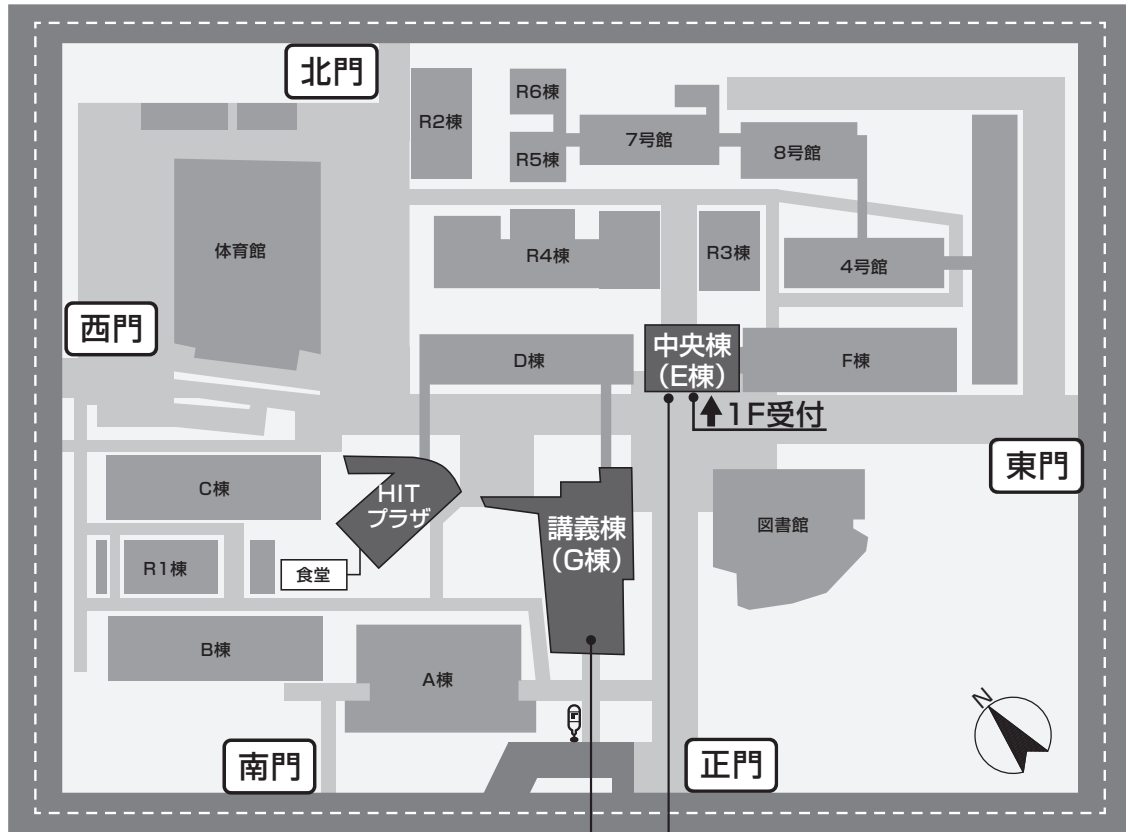 北門
R2棟
R6棟
R5棟
7号館
8号館
体育館
R4棟
R3棟
4号館
西門
D棟
中央棟
（E棟）
F棟
1F受付
東門
C棟
HIT
プラザ
講義棟
（G棟）
図書館
R1棟
食堂
B棟
A棟
N
南門
正門